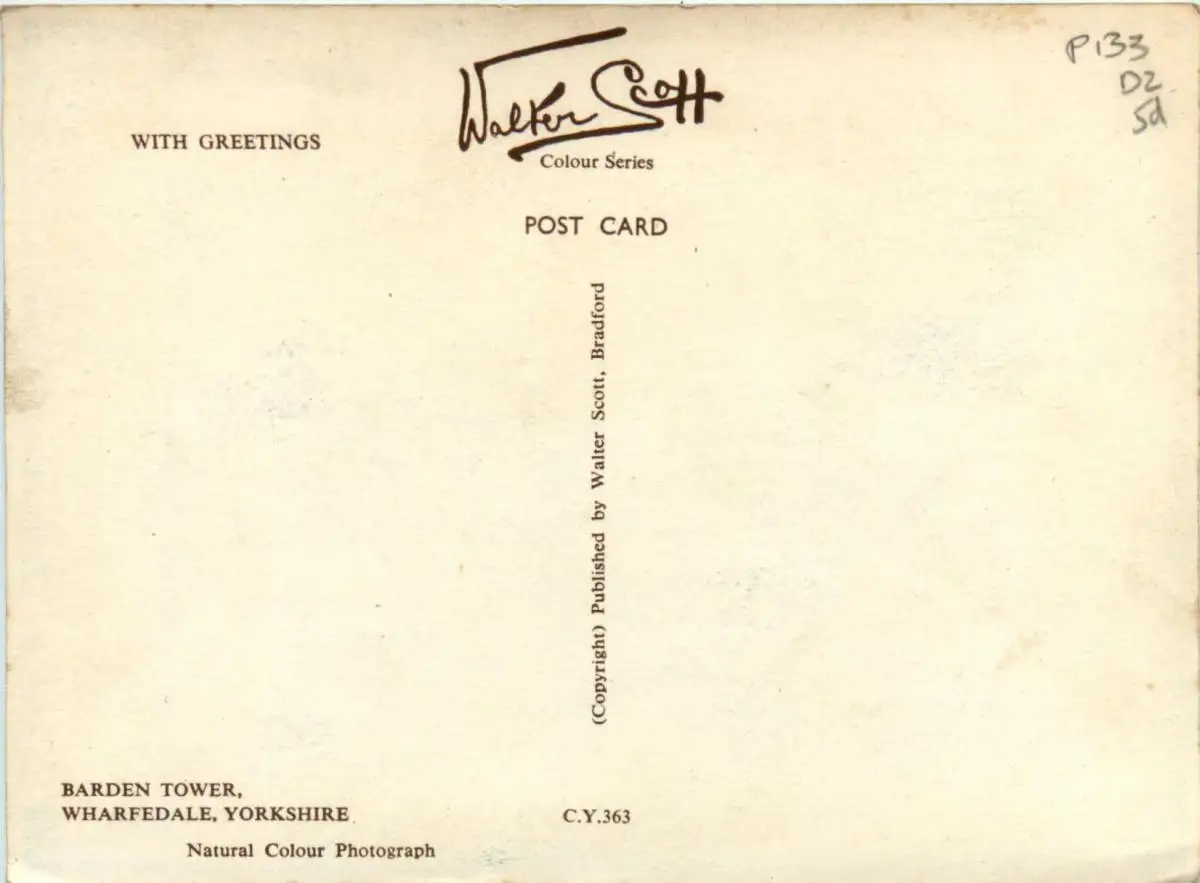 Walter Scott
Colour Series
WITH GREETINGS
POST CARD
P133
D2
5d
(Copyright) Published by Walter Scott, Bradford
BARDEN TOWER,
WHARFEDALE, YORKSHIRE
Natural Colour Photograph
C.Y.363